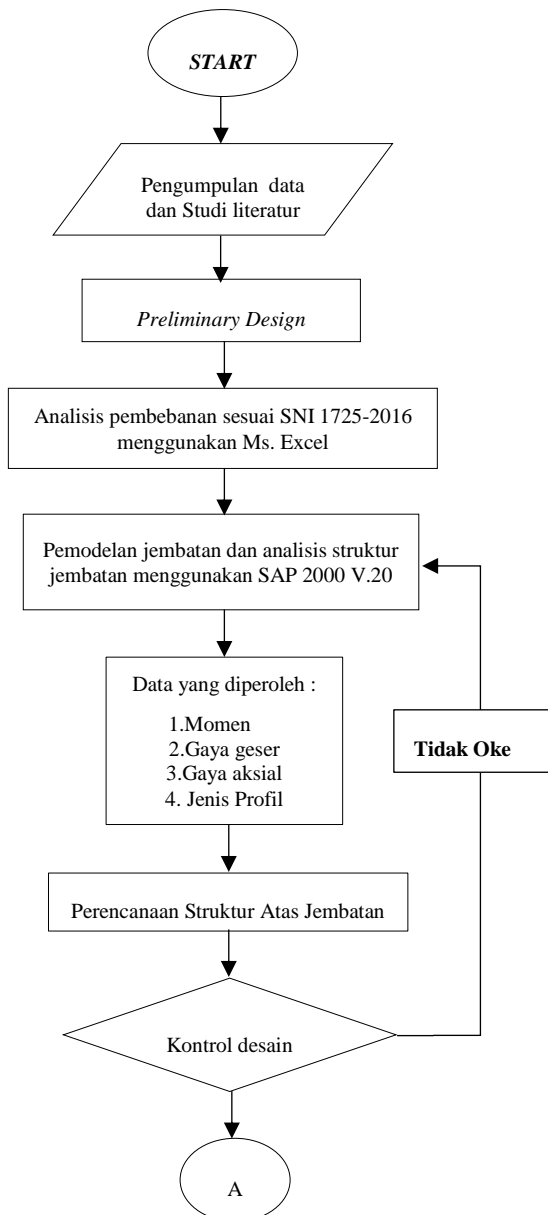 START
Pengumpulan data
dan Studi literatur
Preliminary Design
Analisis pembebanan sesuai SNI 1725-2016
menggunakan Ms. Excel
Pemodelan jembatan dan analisis struktur
jembatan menggunakan SAP 2000 V.20
Data yang diperoleh :
1.Momen
2.Gaya geser
3.Gaya aksial
4. Jenis Profil
Tidak Oke
Perencanaan Struktur Atas Jembatan
Kontrol desain
A